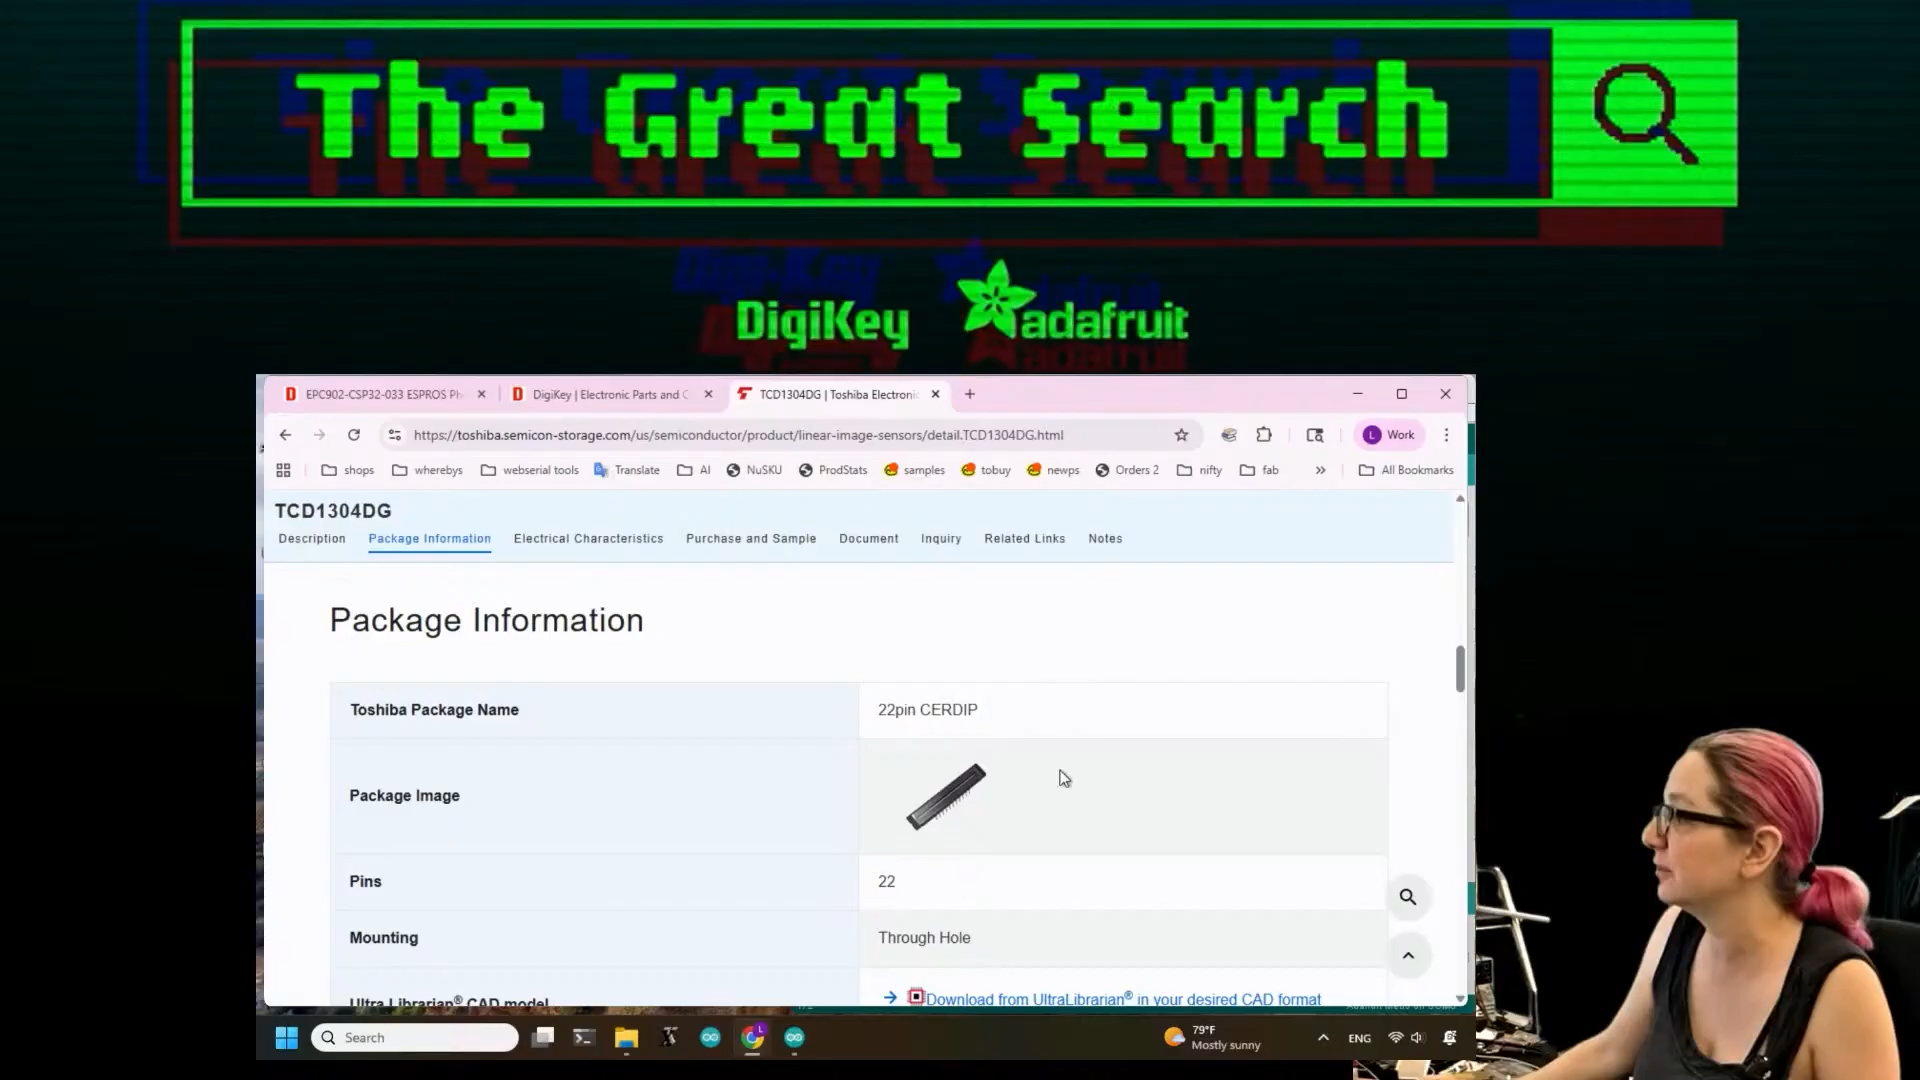 The Great Search
DigiKey adafruit
EPC902-CSP32-033 ESPROS Ph
DigiKey | Electronic Parts and C
TCD1304DG | Toshiba Electronic
https://toshiba.semicon-storage.com/us/semiconductor/product/linear-image-sensors/detail.TCD1304DG.html
L Work
shops wherebys webserial tools Translate AI NuSKU ProdStats samples tobuy newps Orders 2 nifty fab » All Bookmarks
TCD1304DG
Description Package Information Electrical Characteristics Purchase and Sample Document Inquiry Related Links Notes
Package Information
Toshiba Package Name 22pin CERDIP
Package Image
Pins 22
Mounting Through Hole
Ultra Librarian® CAD model Download from UltraLibrarian® in your desired CAD format
Search
79°F
Mostly sunny
ENG